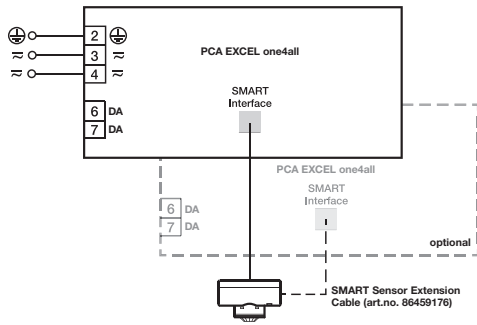 2
PCA EXCEL one4all
3
4
SMART
Interface
6 DA
7 DA
PCA EXCEL one4all
SMART
Interface
6 DA
7 DA
optional
SMART Sensor Extension
Cable (art.no. 86459176)